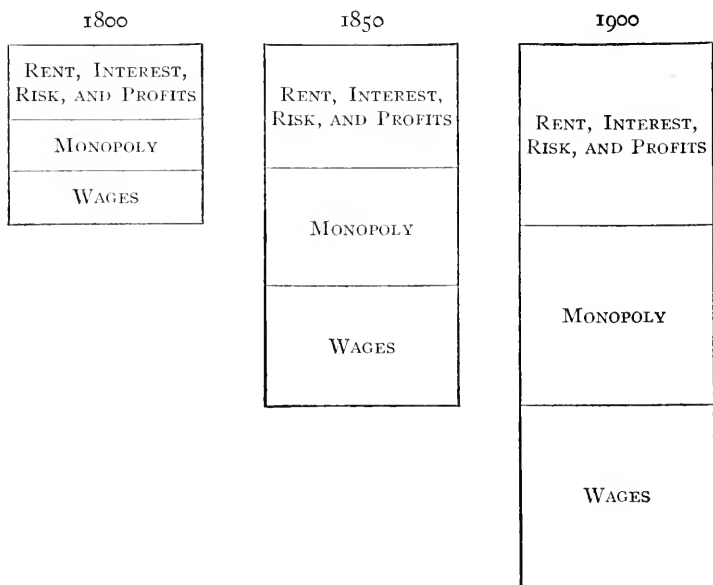 1800
Rent, Interest,
Risk, and Profits
Monopoly
Wages
1850
Rent, Interest,
Risk, and Profits
Monopoly
Wages
1900
Rent, Interest,
Risk, and Profits
Monopoly
Wages